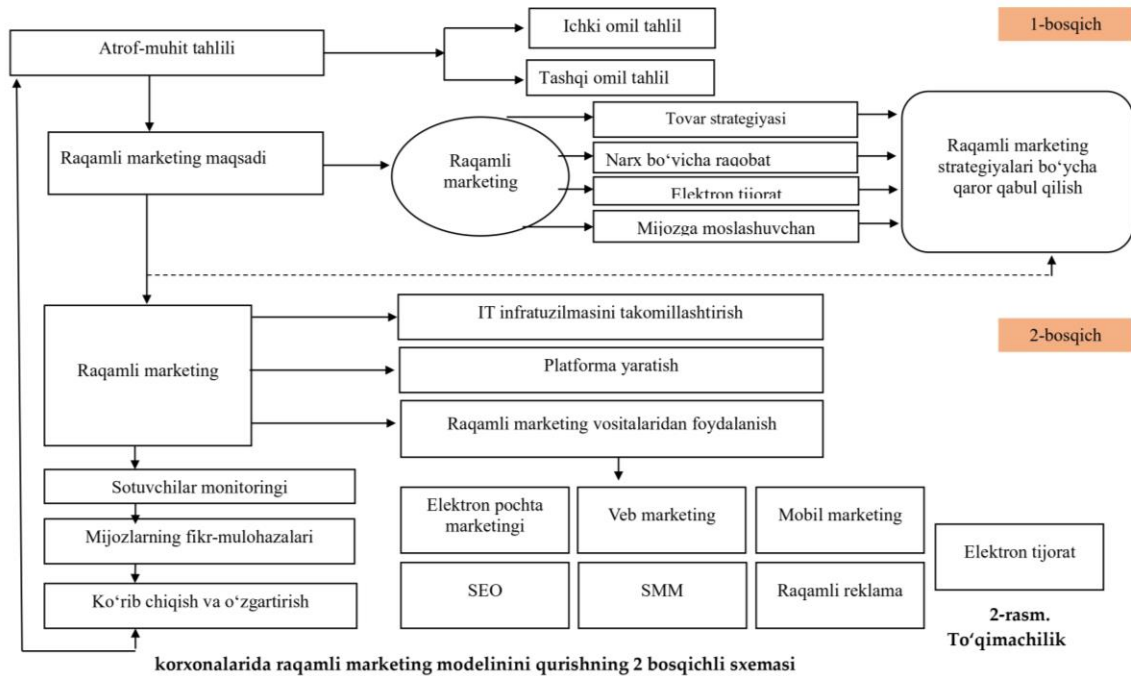 1-bosqich
Atrof-muhit tahlili
Ichki omil tahlil
Tashqi omil tahlil
Raqamli marketing maqsadi
Raqamli
marketing
Tovar strategiyasi
Narx bo‘yicha raqobat
Elektron tijorat
Mijozga moslashuvchan
Raqamli marketing
strategiyalari bo‘ycha
qaror qabul qilish
2-bosqich
Raqamli marketing
IT infratuzilmasini takomillashtirish
Platforma yaratish
Raqamli marketing vositalaridan foydalanish
Sotuvchilar monitoringi
Mijozlarning fikr-mulohazalari
Ko‘rib chiqish va o‘zgartirish
Elektron pochta
marketingi
Veb marketing
Mobil marketing
Elektron tijorat
SEO
SMM
Raqamli reklama
2-rasm.
To‘qimachilik
korxonalarida raqamli marketing modelinini qurishning 2 bosqichli sxemasi